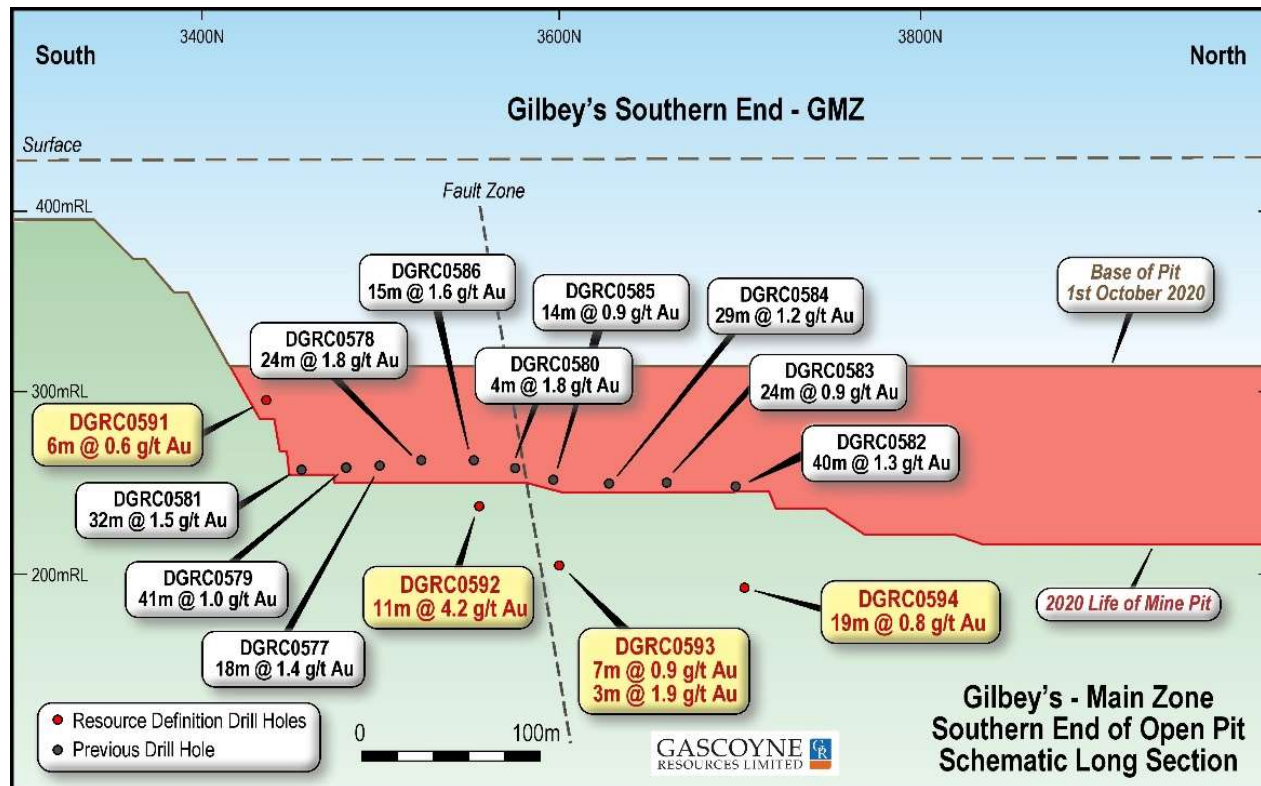 3400N
3600N
3800N
South
North
Gilbey's Southern End - GMZ
Surface
Fault Zone
400mRL
DGRC0586
15m @ 1.6 g/t Au
DGRC0585
14m @ 0.9 g/t Au
DGRC0584
29m @ 1.2 g/t Au
Base of Pit
1st October 2020
DGRC0578
24m @ 1.8 g/t Au
DGRC0580
4m @ 1.8 g/t Au
DGRC0583
24m @ 0.9 g/t Au
300mRL
DGRC0591
6m @ 0.6 g/t Au
DGRC0582
40m @ 1.3 g/t Au
DGRC0581
32m @ 1.5 g/t Au
200mRL
DGRC0579
41m @ 1.0 g/t Au
DGRC0592
11m @ 4.2 g/t Au
DGRC0594
19m @ 0.8 g/t Au
2020 Life of Mine Pit
DGRC0577
18m @ 1.4 g/t Au
DGRC0593
7m @ 0.9 g/t Au
3m @ 1.9 g/t Au
Resource Definition Drill Holes
Previous Drill Hole
0
100m
GASCOYNE
RESOURCES LIMITED
GR
Gilbey's - Main Zone
Southern End of Open Pit
Schematic Long Section